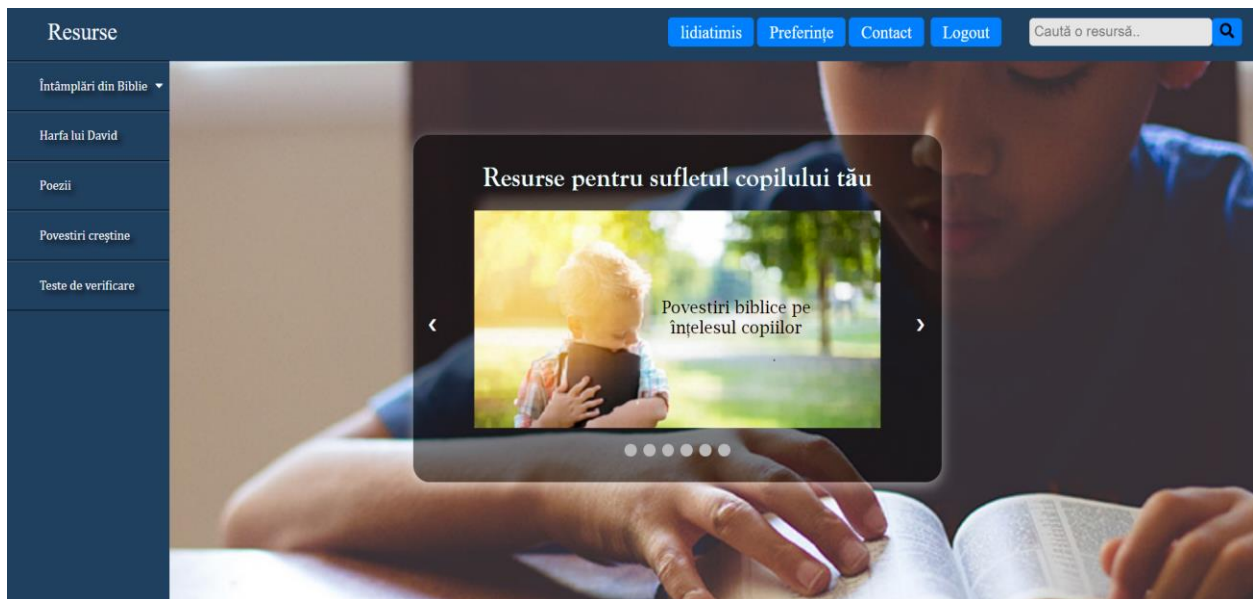 Resurse
lidiatimis
Preferințe
Contact
Logout
Caută o resursă..
Întâmplări din Biblie
Harfa lui David
Poezii
Povestiri creștine
Teste de verificare
Resurse pentru sufletul copilului tău
Povestiri biblice pe
înțelesul copiilor